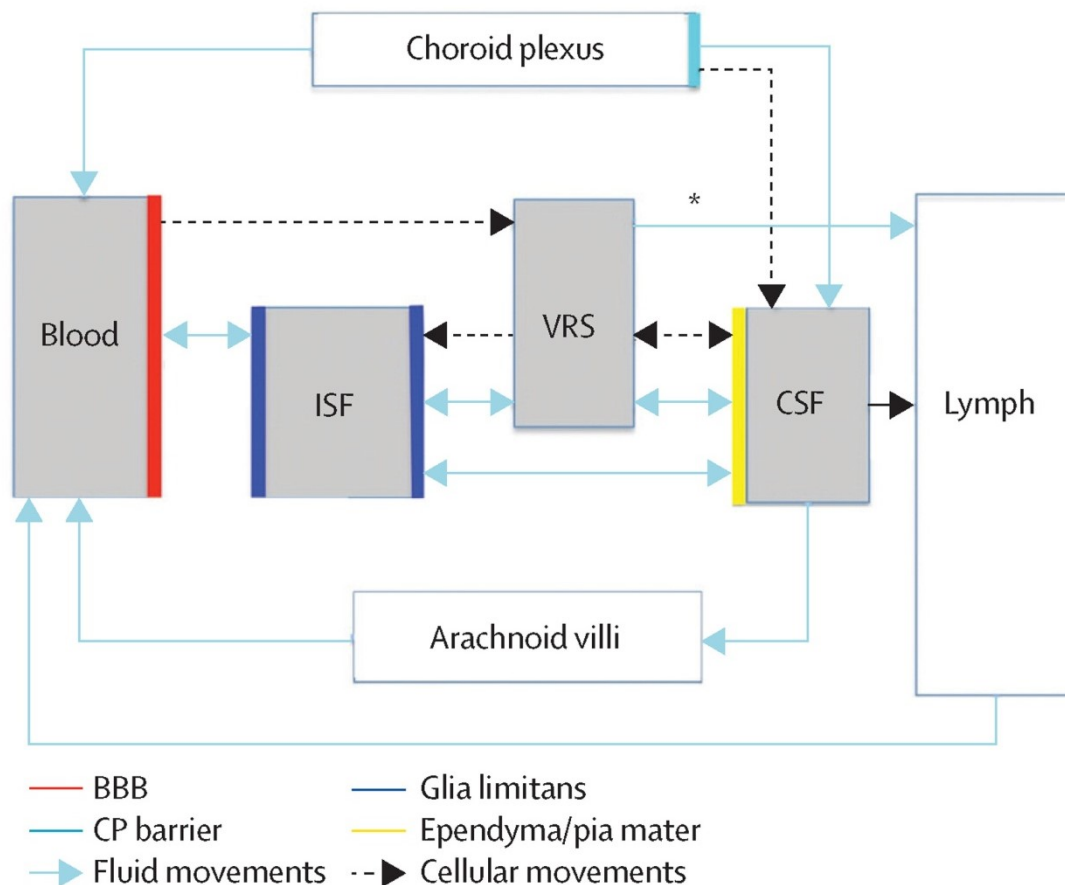 Choroid plexus
*
Blood
VRS
ISF
CSF
Lymph
Arachnoid villi
BBB
Glia limitans
CP barrier
Ependyma/pia mater
Fluid movements
Cellular movements